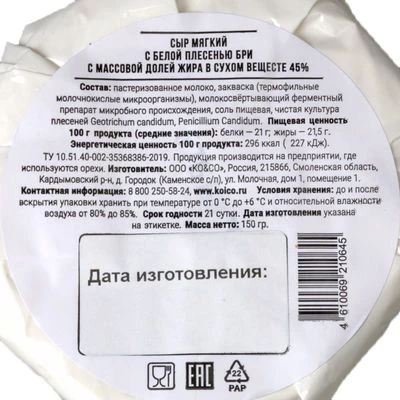 СЫР МЯГКИЙ
С БЕЛОЙ ПЛЕСЕНЬЮ БРИ
С МАССОВОЙ ДОЛЕЙ ЖИРА В СУХОМ ВЕЩЕСТЕ 45%
Состав: пастеризованное молоко, закваска (термофильные
молочнокислые микроорганизмы), молокосвёртывающий ферментный
препарат микробного происхождения, соль пищевая, чистая культура
плесеней Geotrichum candidum, Penicillium Candidum. Пищевая ценность
100 г продукта (средние значения): белки – 21 г; жиры – 21,5 г.
Энергетическая ценность 100 г продукта: 296 ккал ( 227 кДж).
ТУ 10.51.40-002-35368386-2019. Продукция произведена на предприятии, где
используются орехи. Изготовитель: ООО «КО&СО», Россия, 215866, Смоленская область,
Кардымовский р-н, д. Городок (Каменское с/п), ул. Молочная, дом 1, помещение 1.
Контактная информация: 8 800 250-58-24, www.koico.ru Условия хранения: до и после
вскрытия упаковки хранить при температуре от 0 °С до +6 °С и относительной влажности
воздуха от 80% до 85%. Срок годности 21 сутки. Дата изготовления указана
на этикетке. Масса нетто: 150 гр.
Дата изготовления:
4 610069 210645
EAC
22
PAP